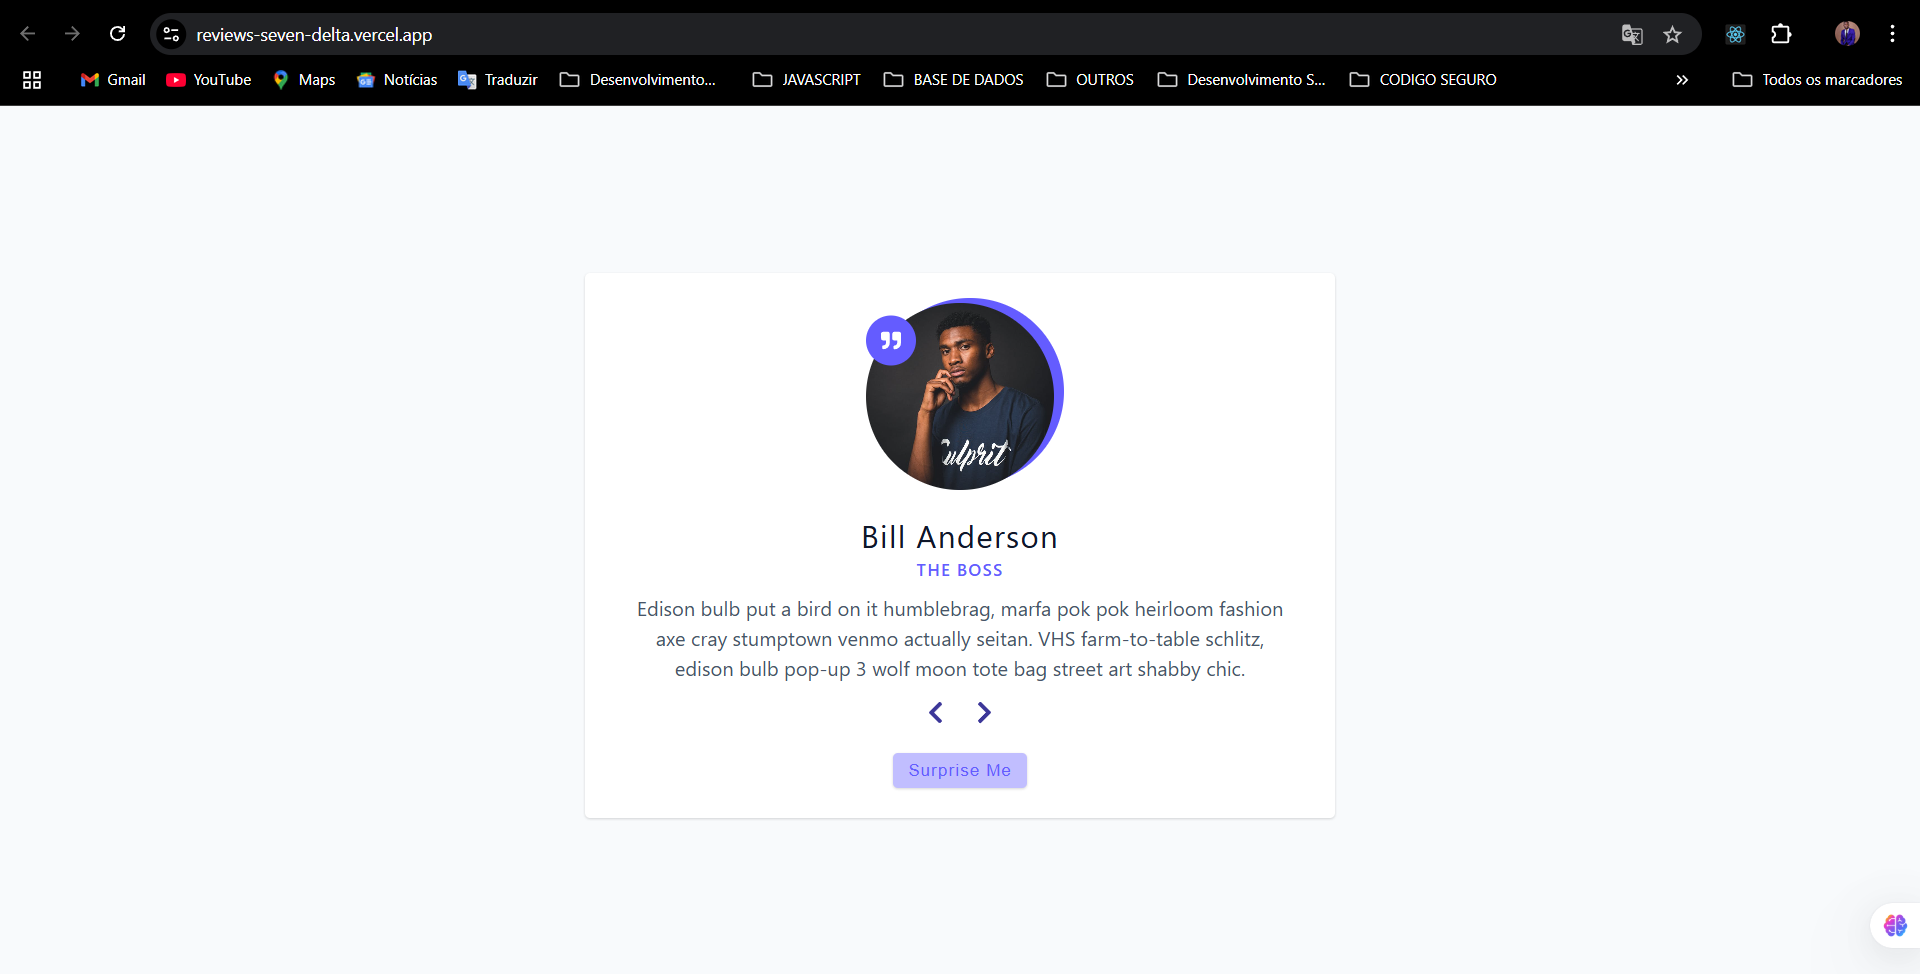 reviews-seven-delta.vercel.app
Gmail YouTube Maps Notícias Traduzir Desenvolvimento... JAVASCRIPT BASE DE DADOS OUTROS Desenvolvimento S... CODIGO SEGURO » Todos os marcadores
Bill Anderson
THE BOSS
Edison bulb put a bird on it humblebrag, marfa pok pok heirloom fashion
axe cray stumptown venmo actually seitan. VHS farm-to-table schlitz,
edison bulb pop-up 3 wolf moon tote bag street art shabby chic.
Surprise Me